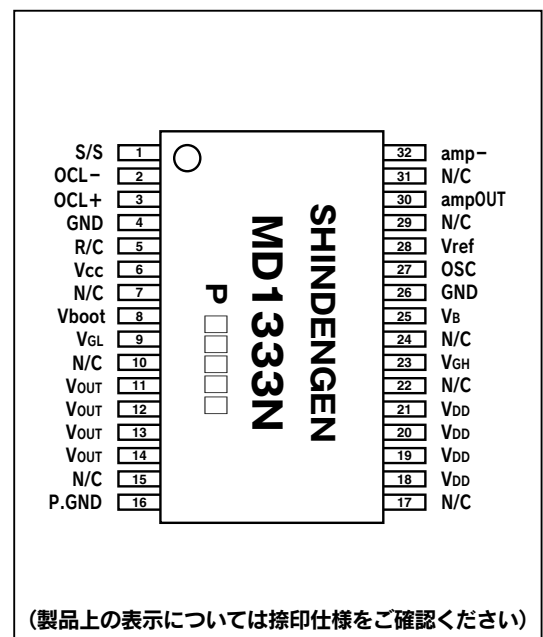 S/S 1
OCL− 2
OCL+ 3
GND 4
R/C 5
Vcc 6
N/C 7
Vboot 8
VGL 9
N/C 10
VOUT 11
VOUT 12
VOUT 13
VOUT 14
N/C 15
P.GND 16
SHINDENGEN
MD1333N
P□□□□□
32 amp−
31 N/C
30 ampOUT
29 N/C
28 Vref
27 OSC
26 GND
25 VB
24 N/C
23 VGH
22 N/C
21 VDD
20 VDD
19 VDD
18 VDD
17 N/C
(製品上の表示については捺印仕様をご確認ください)